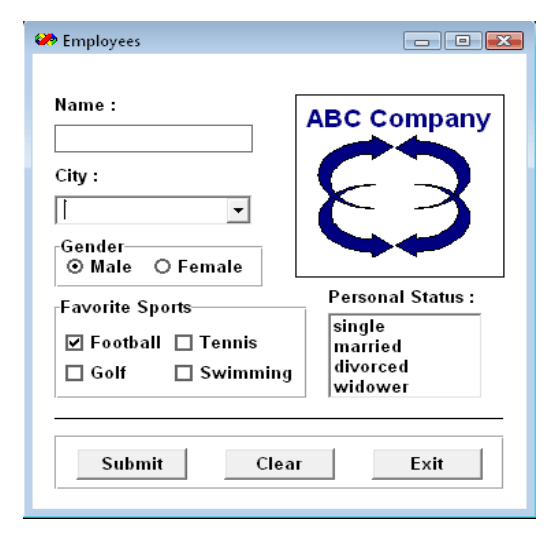 Employees
Name :
ABC Company
City :
Gender
Male Female
Favorite Sports
Football Tennis
Golf Swimming
Personal Status :
single
married
divorced
widower
Submit Clear Exit